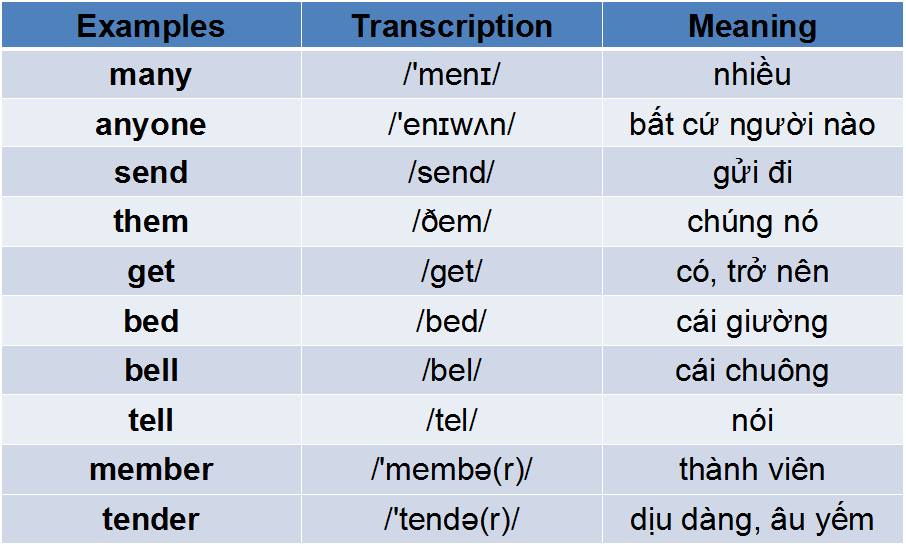 Examples Transcription Meaning
many /'menɪ/ nhiều
anyone /'enɪwʌn/ bất cứ người nào
send /send/ gửi đi
them /ðem/ chúng nó
get /get/ có, trở nên
bed /bed/ cái giường
bell /bel/ cái chuông
tell /tel/ nói
member /'membə(r)/ thành viên
tender /'tendə(r)/ dịu dàng, âu yếm